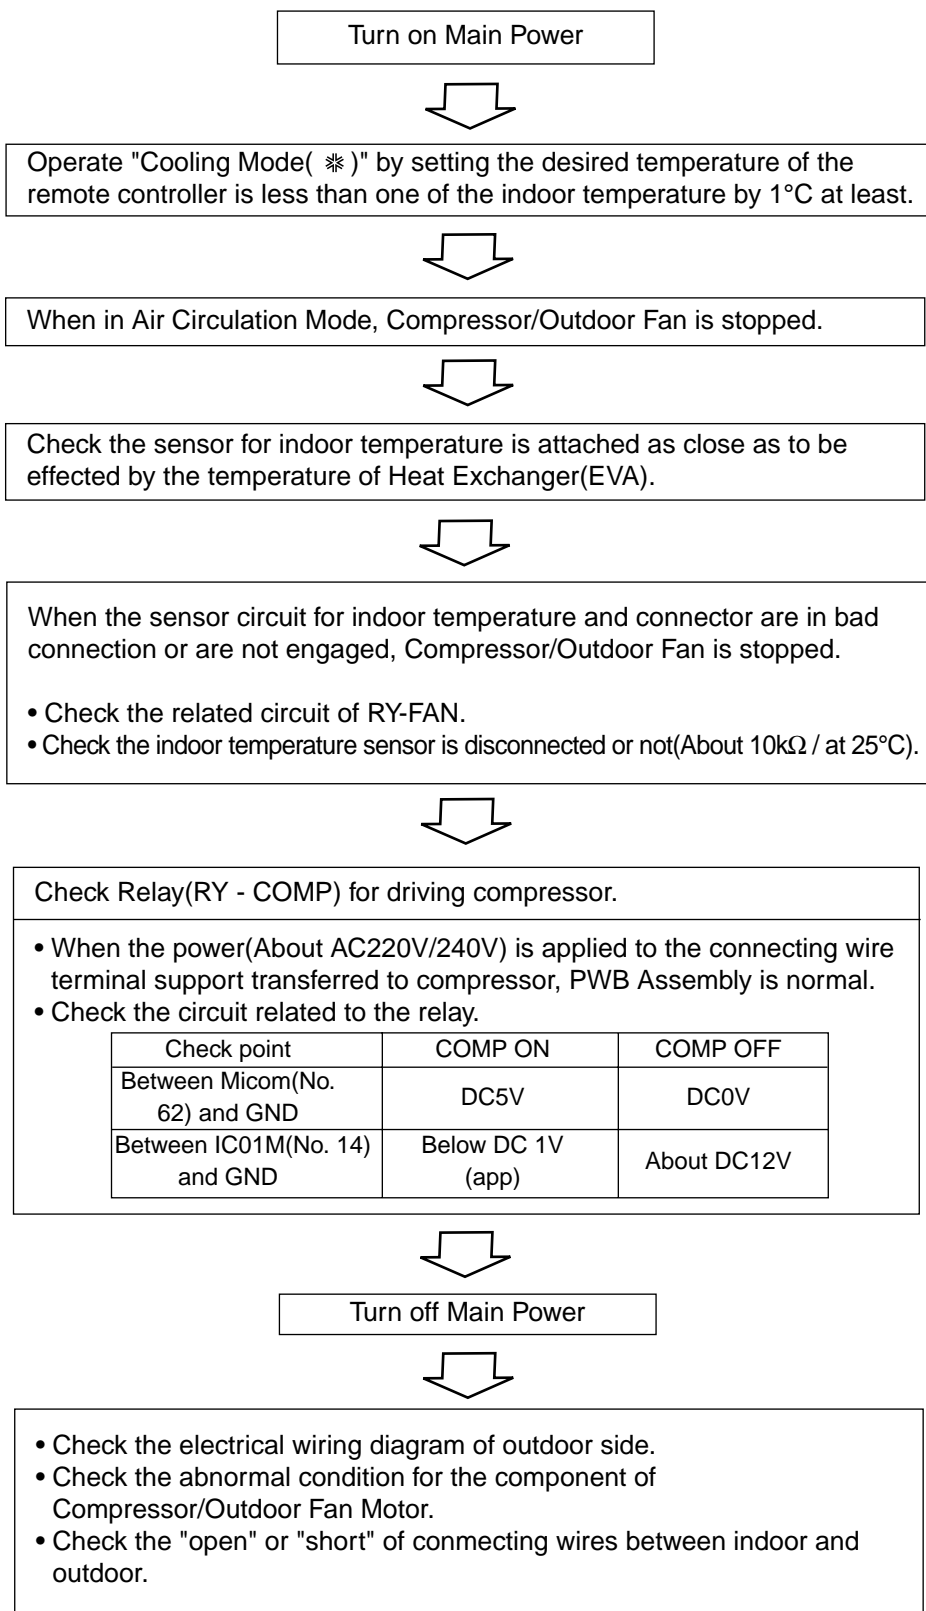 Turn on Main Power
Operate "Cooling Mode( ❋ )" by setting the desired temperature of the
remote controller is less than one of the indoor temperature by 1°C at least.
When in Air Circulation Mode, Compressor/Outdoor Fan is stopped.
Check the sensor for indoor temperature is attached as close as to be
effected by the temperature of Heat Exchanger(EVA).
When the sensor circuit for indoor temperature and connector are in bad
connection or are not engaged, Compressor/Outdoor Fan is stopped.
• Check the related circuit of RY-FAN.
• Check the indoor temperature sensor is disconnected or not(About 10kΩ / at 25°C).
Check Relay(RY - COMP) for driving compressor.
• When the power(About AC220V/240V) is applied to the connecting wire
terminal support transferred to compressor, PWB Assembly is normal.
• Check the circuit related to the relay.
Check point COMP ON COMP OFF
Between Micom(No.
62) and GND DC5V DC0V
Between IC01M(No. 14)
and GND Below DC 1V
(app) About DC12V
Turn off Main Power
• Check the electrical wiring diagram of outdoor side.
• Check the abnormal condition for the component of
Compressor/Outdoor Fan Motor.
• Check the "open" or "short" of conmecting wires between indoor and
outdoor.